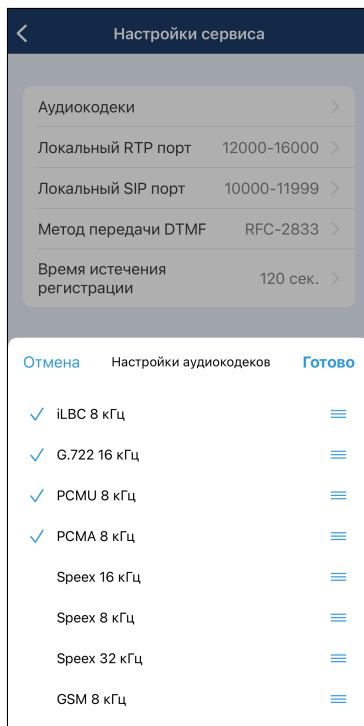 Настройки сервиса
Аудиокодеки
Локальный RTP порт 12000-16000
Локальный SIP порт 10000-11999
Метод передачи DTMF RFC-2833
Время истечения
регистрации 120 сек.
Отмена Настройки аудиокодеков Готово
iLBC 8 кГц
G.722 16 кГц
PCMU 8 кГц
PCMA 8 кГц
Speex 16 кГц
Speex 8 кГц
Speex 32 кГц
GSM 8 кГц